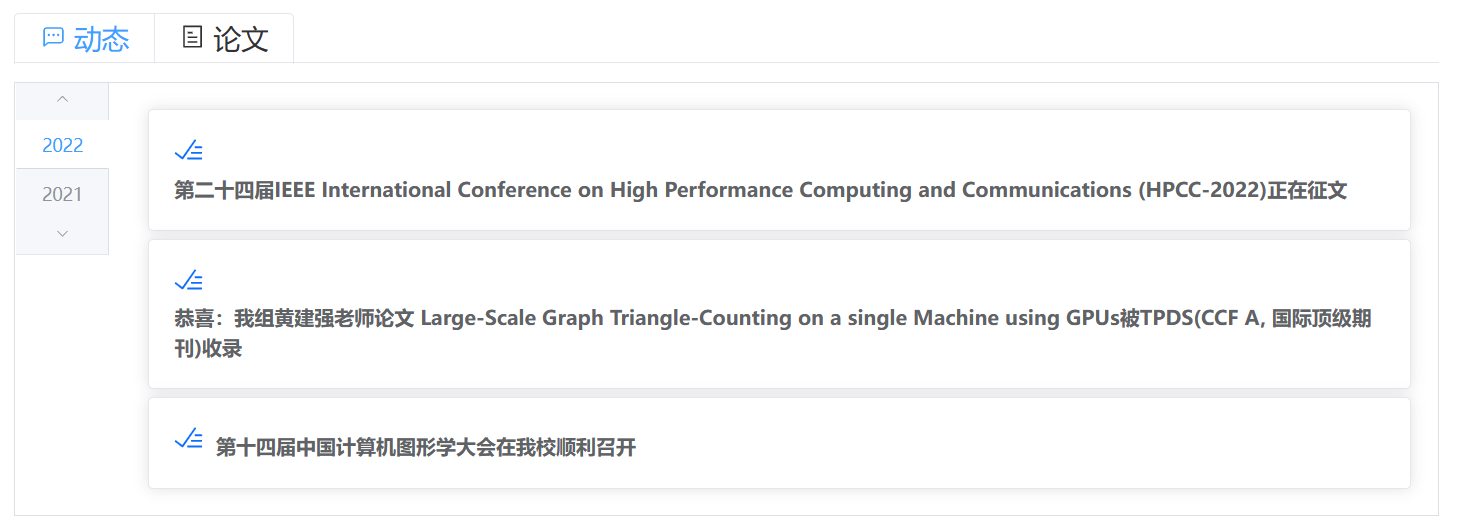 动态
论文
2022
2021
第二十四届IEEE International Conference on High Performance Computing and Communications (HPCC-2022)正在征文
恭喜：我组黄建强老师论文 Large-Scale Graph Triangle-Counting on a single Machine using GPUs被TPDS(CCF A, 国际顶级期
刊)收录
第十四届中国计算机图形学大会在我校顺利召开